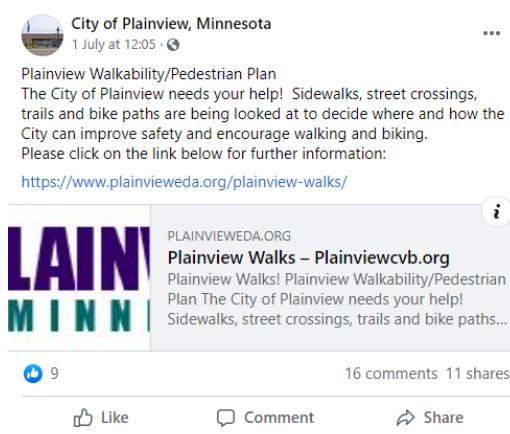 City of Plainview, Minnesota
1 July at 12:05 ·
Plainview Walkability/Pedestrian Plan
The City of Plainview needs your help!  Sidewalks, street crossings,
trails and bike paths are being looked at to decide where and how the
City can improve safety and encourage walking and biking.
Please click on the link below for further information:
https://www.plainvieweda.org/plainview-walks/
LAINV
MINN
PLAINVIEWEDA.ORG
Plainview Walks – Plainviewcvb.org
Plainview Walks! Plainview Walkability/Pedestrian
Plan The City of Plainview needs your help!
Sidewalks, street crossings, trails and bike paths...
9
16 comments 11 shares
Like Comment Share